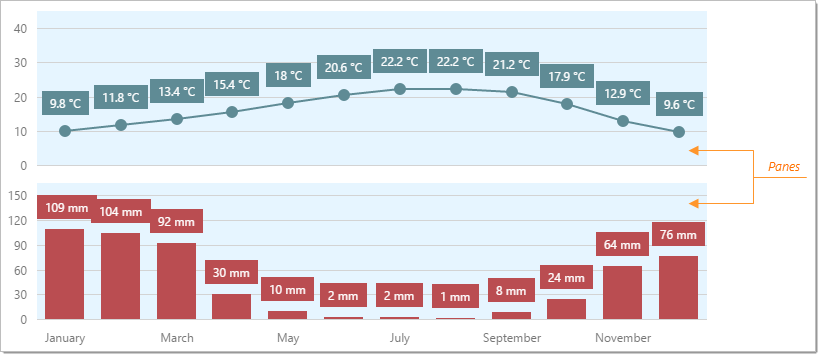 40
30
20
10
0
9.8 °C
11.8 °C
13.4 °C
15.4 °C
18 °C
20.6 °C
22.2 °C
22.2 °C
21.2 °C
17.9 °C
12.9 °C
9.6 °C
Panes
150
120
90
60
30
0
109 mm
104 mm
92 mm
30 mm
10 mm
2 mm
2 mm
1 mm
8 mm
24 mm
64 mm
76 mm
January
March
May
July
September
November